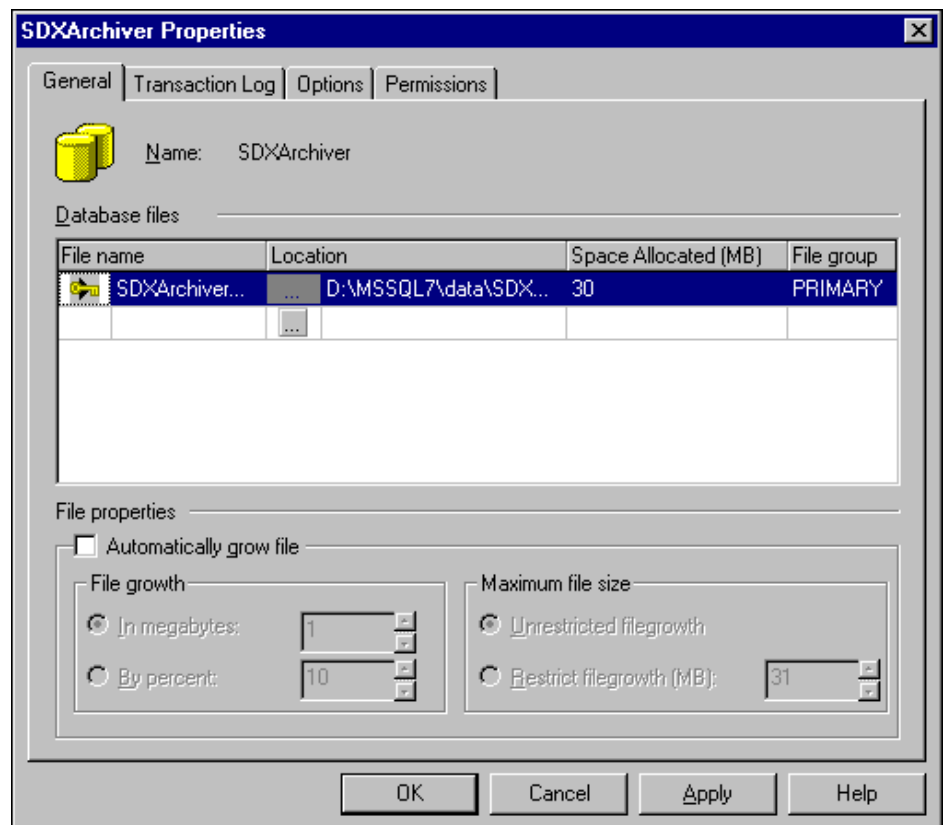 SDXArchiver Properties
General Transaction Log Options Permissions
Name: SDXArchiver
Database files
File name Location Space Allocated (MB) File group
SDXArchiver... ... D:\MSSQL7\data\SDX... 30 PRIMARY
...
File properties
Automatically grow file
File growth Maximum file size
In megabytes: 1 Unrestricted filegrowth
By percent: 10 Restrict filegrowth (MB): 31
OK Cancel Apply Help